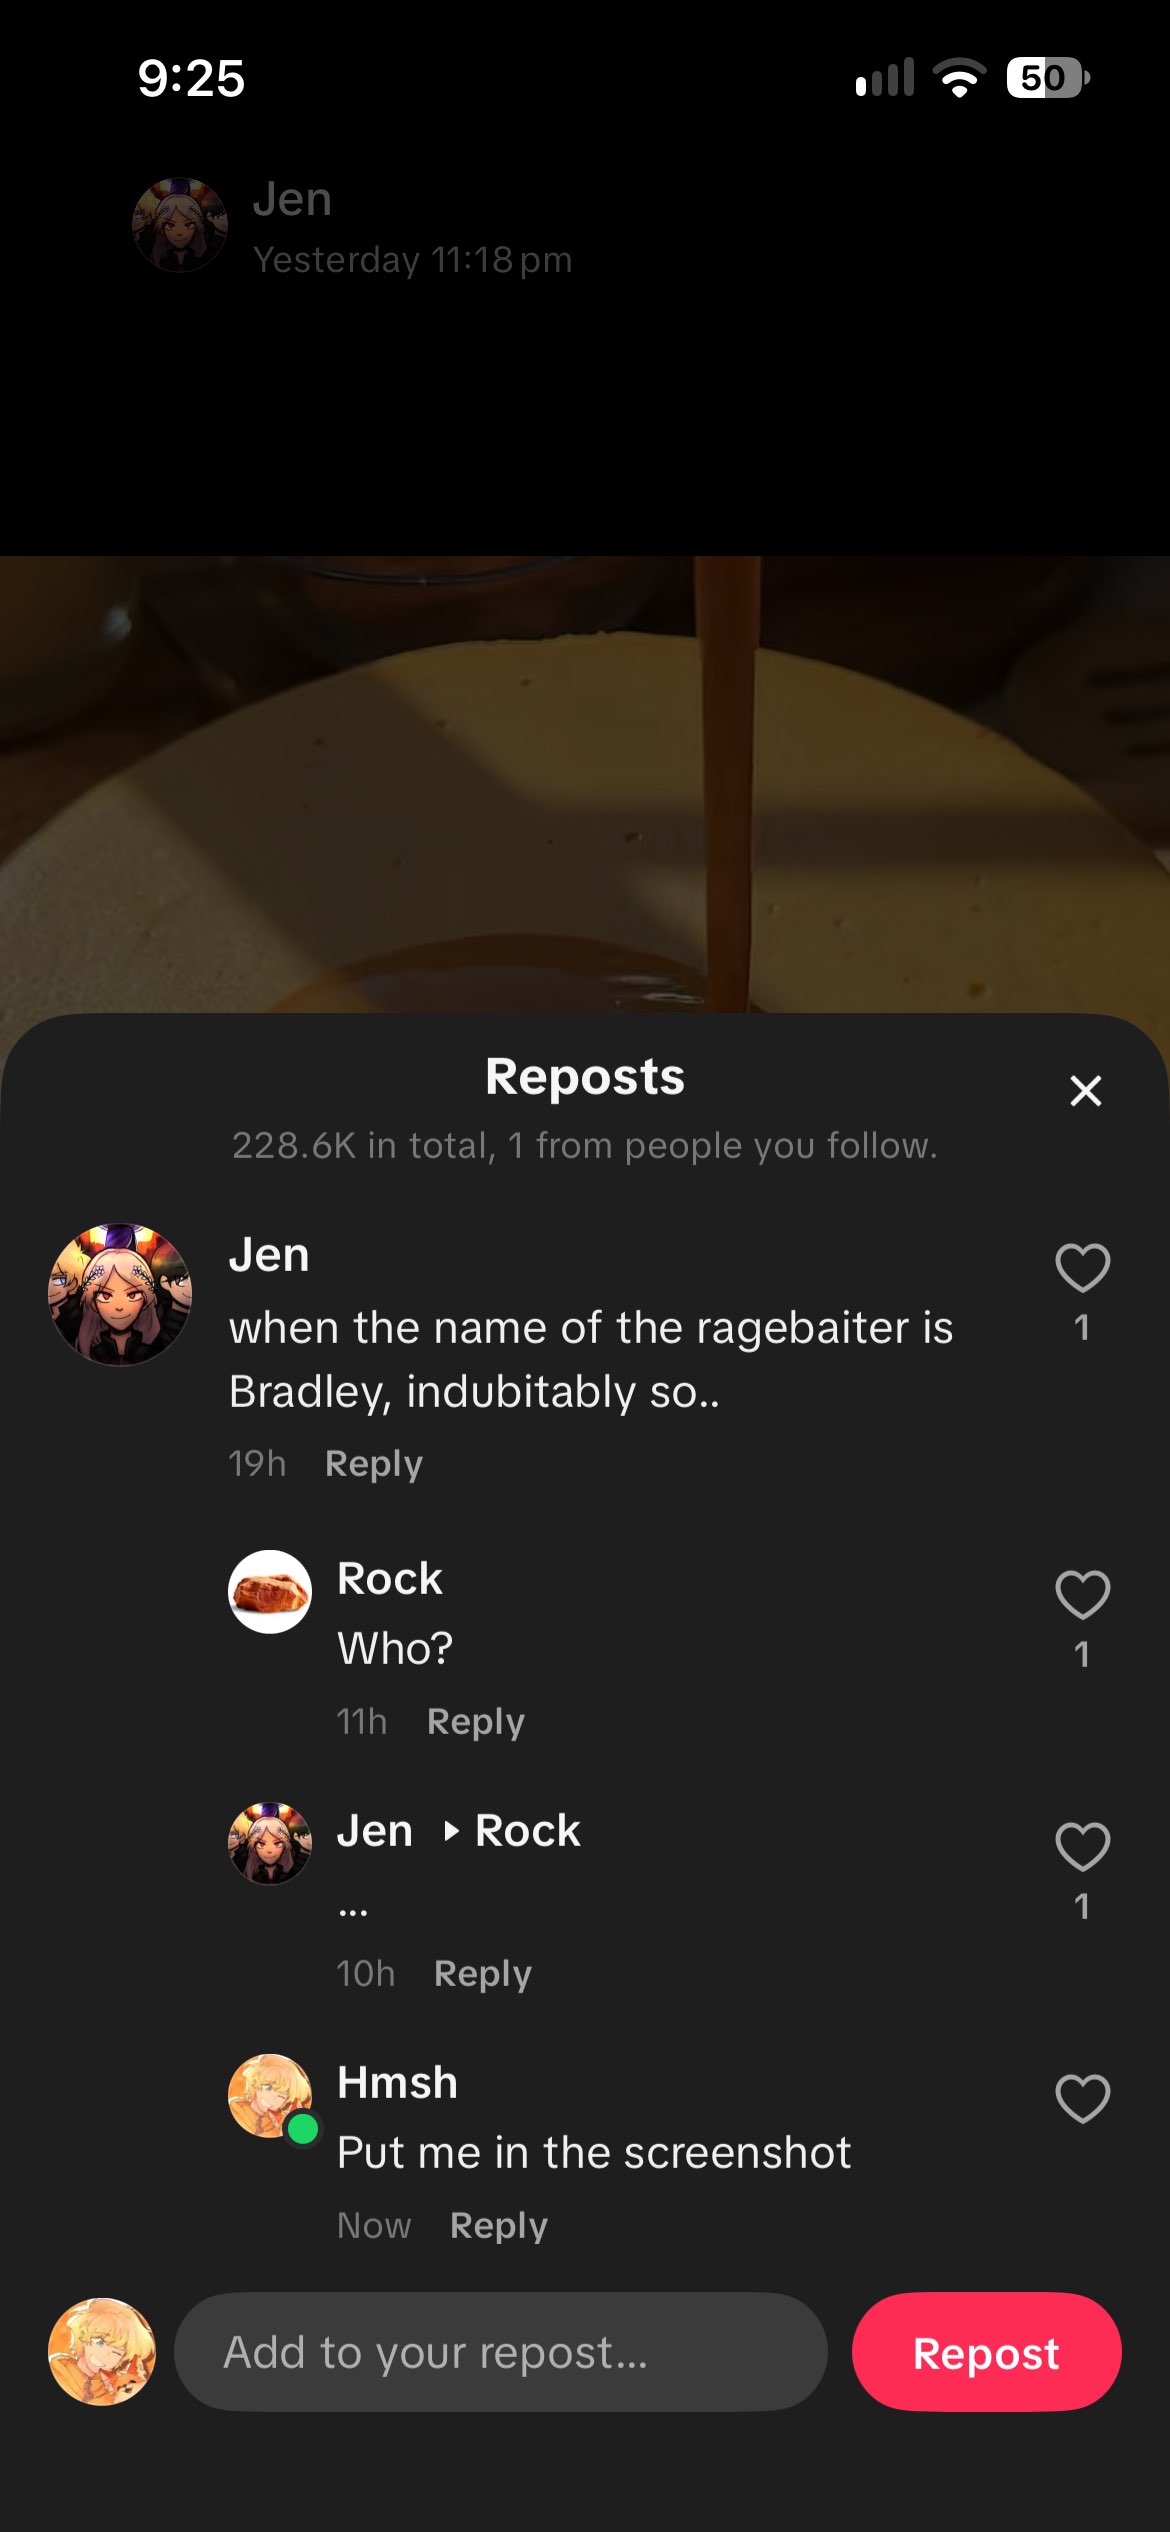 9:25
50
Jen
Yesterday 11:18 pm
Reposts
228.6K in total, 1 from people you follow.
Jen
when the name of the ragebaiter is
Bradley, indubitably so..
1
19h Reply
Rock
Who?
1
11h Reply
Jen ▸ Rock
...
1
10h Reply
Hmsh
Put me in the screenshot
Now Reply
Add to your repost...
Repost